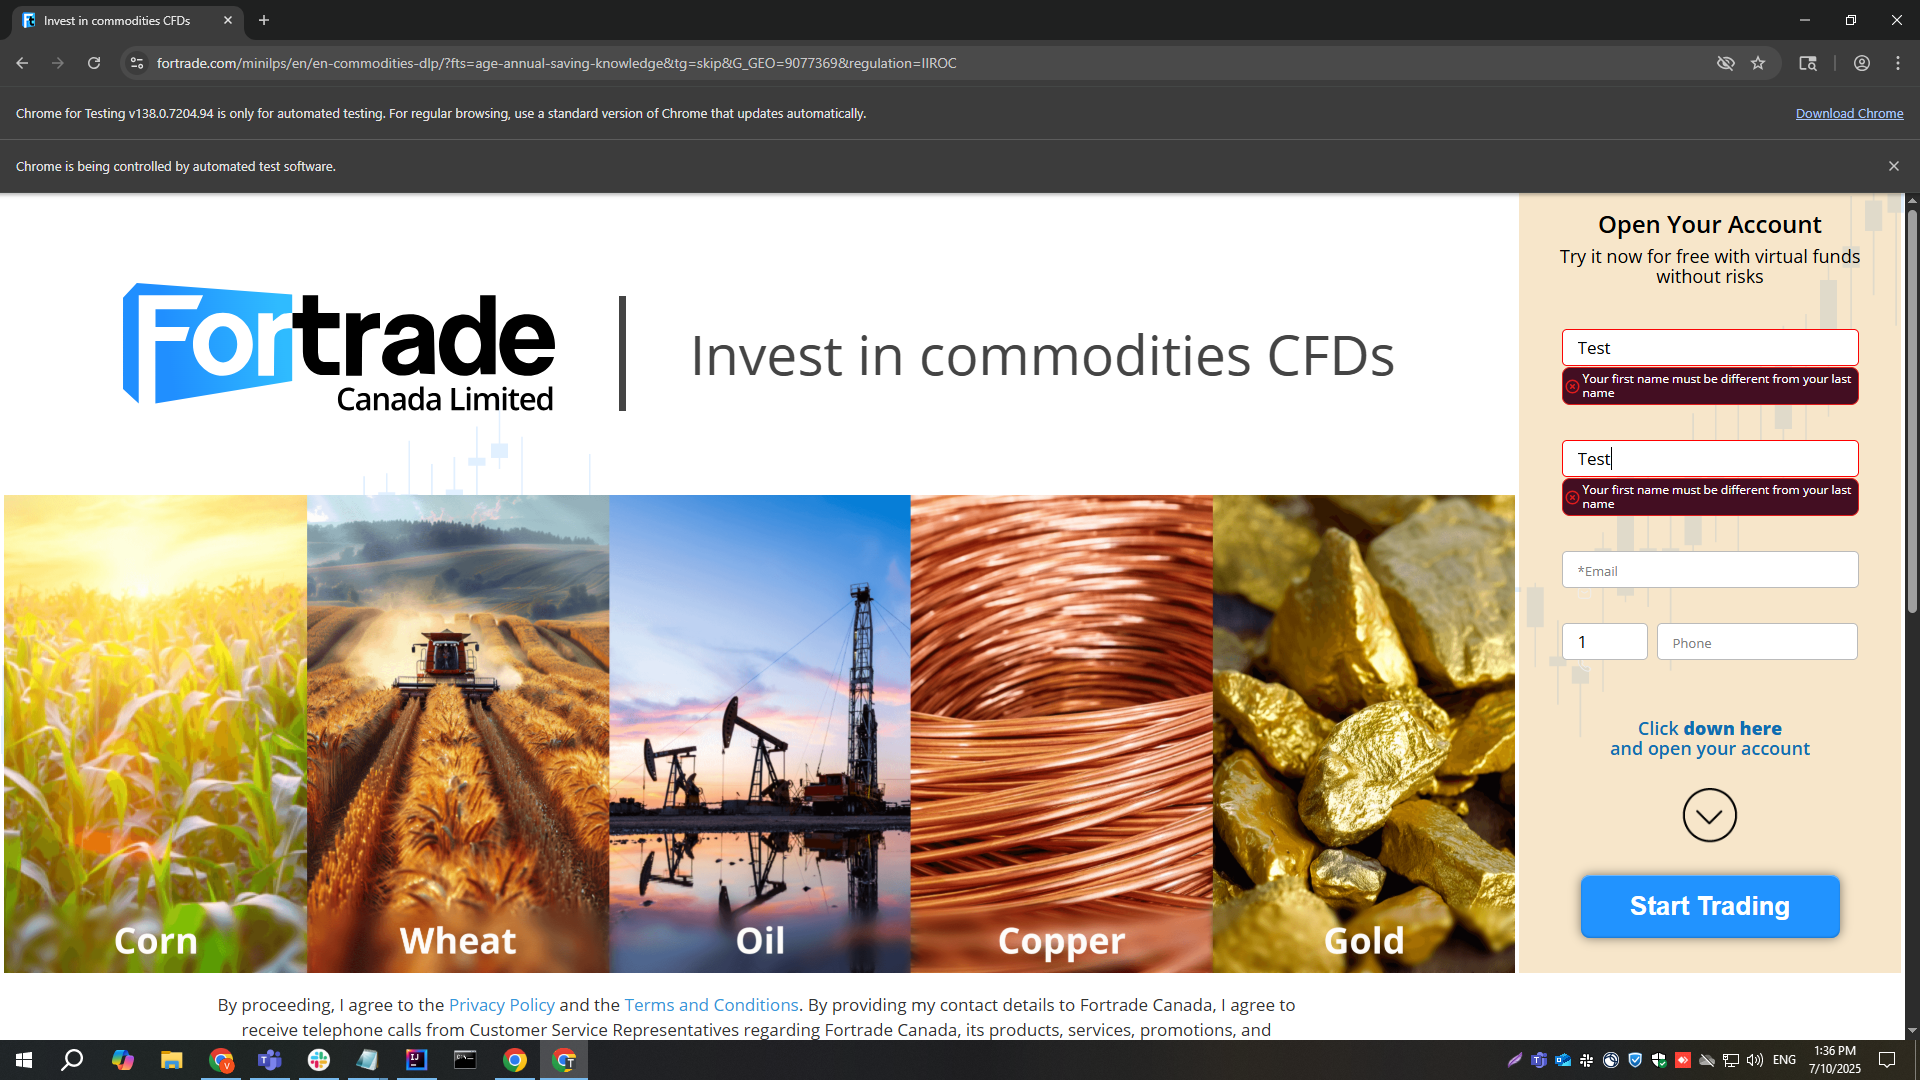 Invest in commodities CFDs
fortrade.com/minilps/en/en-commodities-dlp/?fts=age-annual-saving-knowledge&tg=skip&G_GEO=9077369&regulation=IIROC
Chrome for Testing v138.0.7204.94 is only for automated testing. For regular browsing, use a standard version of Chrome that updates automatically.
Download Chrome
Chrome is being controlled by automated test software.
Fortrade
Canada Limited
Invest in commodities CFDs
Corn
Wheat
Oil
Copper
Gold
Open Your Account
Try it now for free with virtual funds
without risks
Test
Your first name must be different from your last
name
Test
Your first name must be different from your last
name
*Email
1
Phone
Click down here
and open your account
Start Trading
By proceeding, I agree to the Privacy Policy and the Terms and Conditions. By providing my contact details to Fortrade Canada, I agree to
receive telephone calls from Customer Service Representatives regarding Fortrade Canada, its products, services, promotions, and
ENG
1:36 PM
7/10/2025